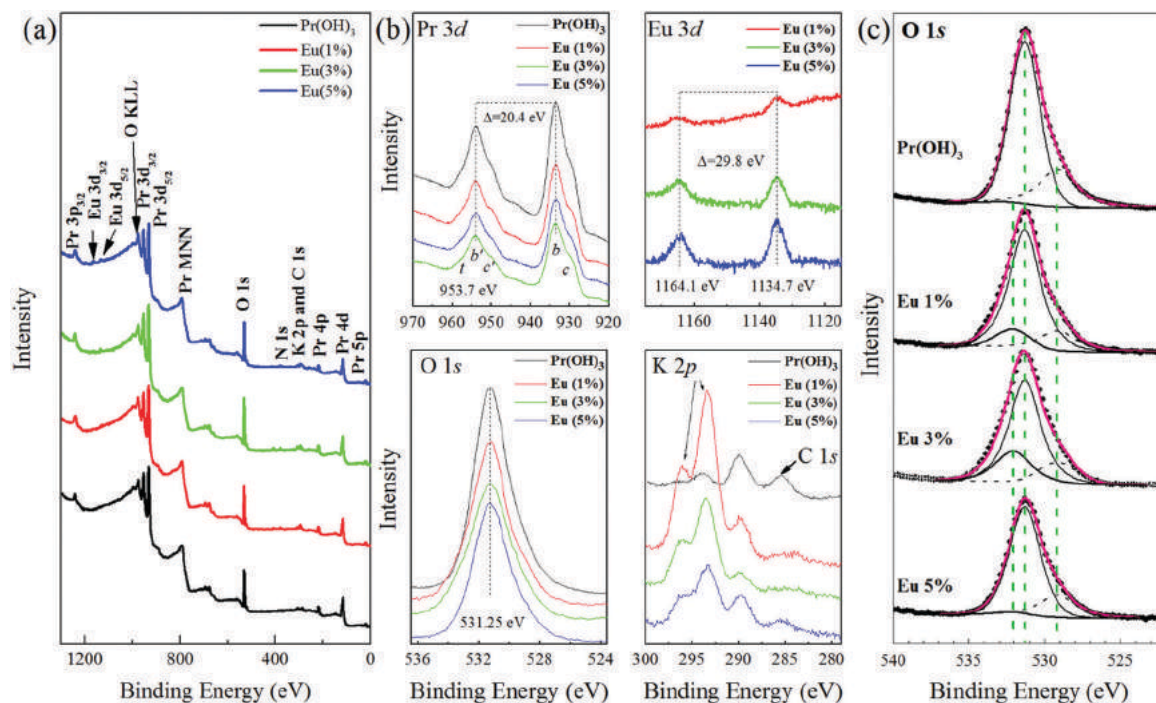 (a)
Pr(OH)3
Eu(1%)
Eu(3%)
Eu(5%)
O KLL
Pr 3p3/2
Eu 3d3/2
Eu 3d5/2
Pr 3d3/2
Pr 3d5/2
Pr MNN
O 1s
N 1s
K 2p and C 1s
Pr 4p
Pr 4d
Pr 5p
Intensity
1200
800
400
0
Binding Energy (eV)
(b)
Pr 3d
Pr(OH)3
Eu (1%)
Eu (3%)
Eu (5%)
Δ=20.4 eV
t
b'
c'
b
c
953.7 eV
Intensity
970 960 950 940 930 920
Eu 3d
Eu (1%)
Eu (3%)
Eu (5%)
Δ=29.8 eV
1164.1 eV
1134.7 eV
Intensity
1160 1140 1120
O 1s
Pr(OH)3
Eu (1%)
Eu (3%)
Eu (5%)
531.25 eV
Intensity
536 532 528 524
Binding Energy (eV)
K 2p
Pr(OH)3
Eu (1%)
Eu (3%)
Eu (5%)
C 1s
300 295 290 285 280
Binding Energy (eV)
(c)
O 1s
Pr(OH)3
Eu 1%
Eu 3%
Eu 5%
540 535 530 525
Binding Energy (eV)